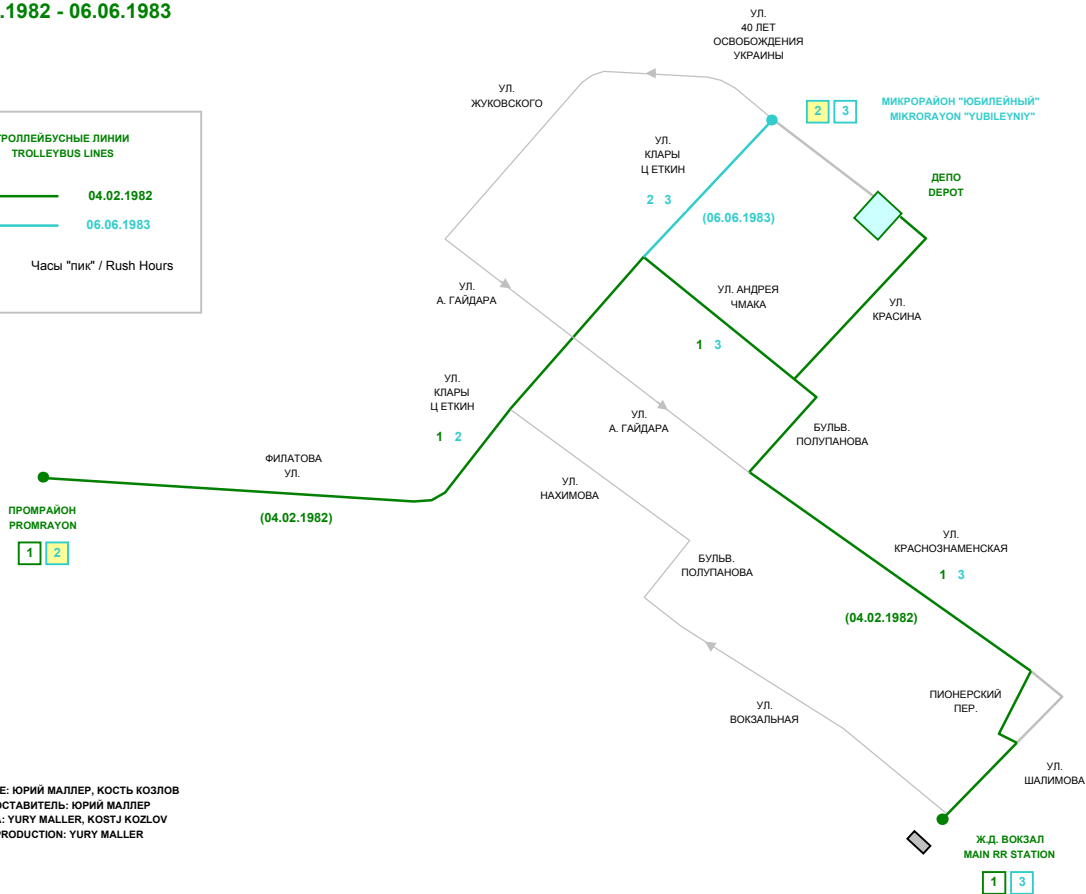 .1982 - 06.06.1983
УЛ.
40 ЛЕТ
ОСВОБОЖДЕНИЯ
УКРАИНЫ
УЛ.
ЖУКОВСКОГО
2 3
МИКРОРАЙОН "ЮБИЛЕЙНЫЙ"
MIKRORAYON "YUBILEYNIY"
РОЛЛЕЙБУСНЫЕ ЛИНИИ
TROLLEYBUS LINES
04.02.1982
06.06.1983
Часы "пик" / Rush Hours
УЛ.
КЛАРЫ
Ц ЕТКИН
2 3
(06.06.1983)
ДЕПО
DEPOT
УЛ.
А. ГАЙДАРА
УЛ. АНДРЕЯ
ЧМАКА
1 3
УЛ.
КРАСИНА
УЛ.
КЛАРЫ
Ц ЕТКИН
1 2
УЛ.
А. ГАЙДАРА
БУЛЬВ.
ПОЛУПАНОВА
ФИЛАТОВА
УЛ.
(04.02.1982)
УЛ.
НАХИМОВА
ПРОМРАЙОН
PROMRAYON
1 2
УЛ.
КРАСНОЗНАМЕНСКАЯ
1 3
(04.02.1982)
БУЛЬВ.
ПОЛУПАНОВА
ПИОНЕРСКИЙ
ПЕР.
УЛ.
ВОКЗАЛЬНАЯ
УЛ.
ШАЛИМОВА
Е: ЮРИЙ МАЛЛЕР, КОСТЬ КОЗЛОВ
ОСТАВИТЕЛЬ: ЮРИЙ МАЛЛЕР
: YURY MALLER, KOSTJ KOZLOV
RODUCTION: YURY MALLER
Ж.Д. ВОКЗАЛ
MAIN RR STATION
1 3